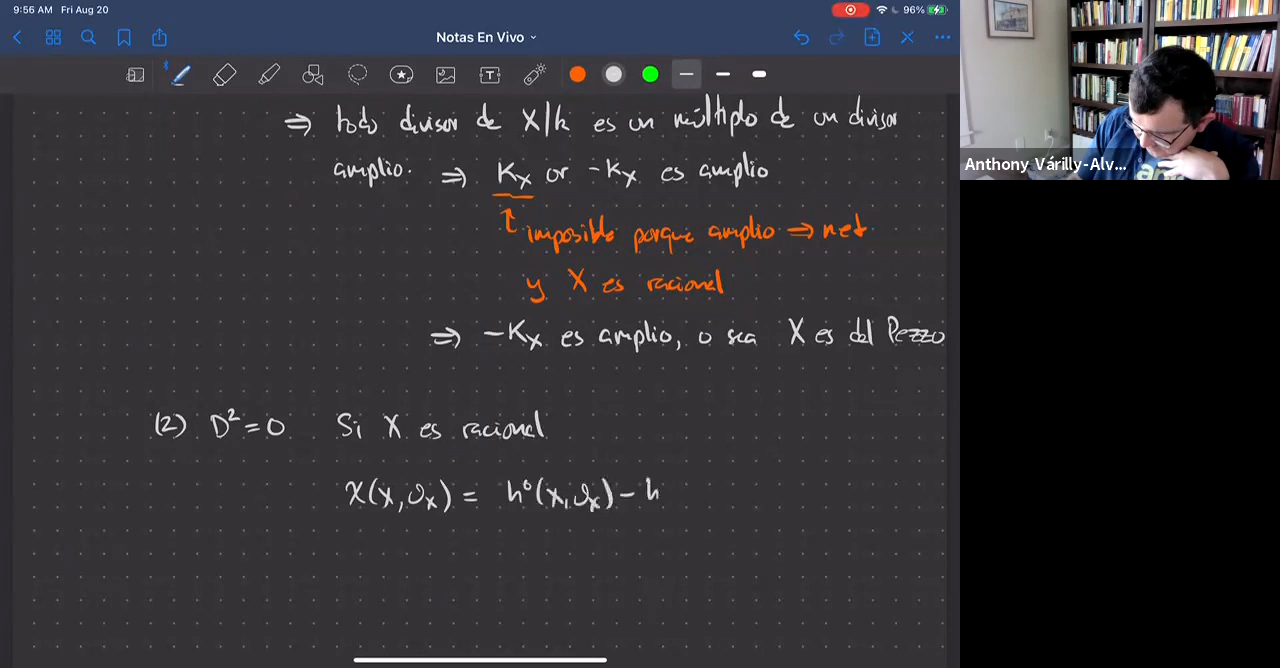 9:56 AM Fri Aug 20
96%
Notas En Vivo
⇒ todo divisor de X/k es un múltiplo de un divisor
amplio. ⇒ K_X or -K_X es amplio
imposible porque amplio ⇒ nef
y X es racional
⇒ -K_X es amplio, o sea X es del Pezzo
(2) D² = 0 Si X es racional
χ(X, O_X) = h⁰(X, O_X) - h
Anthony Várilly-Alv...